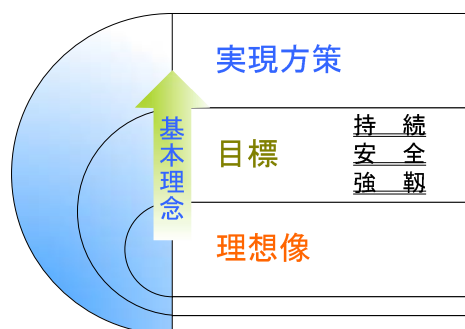 実現方策
基本理念
目標
持　続
安　全
強　靱
理想像